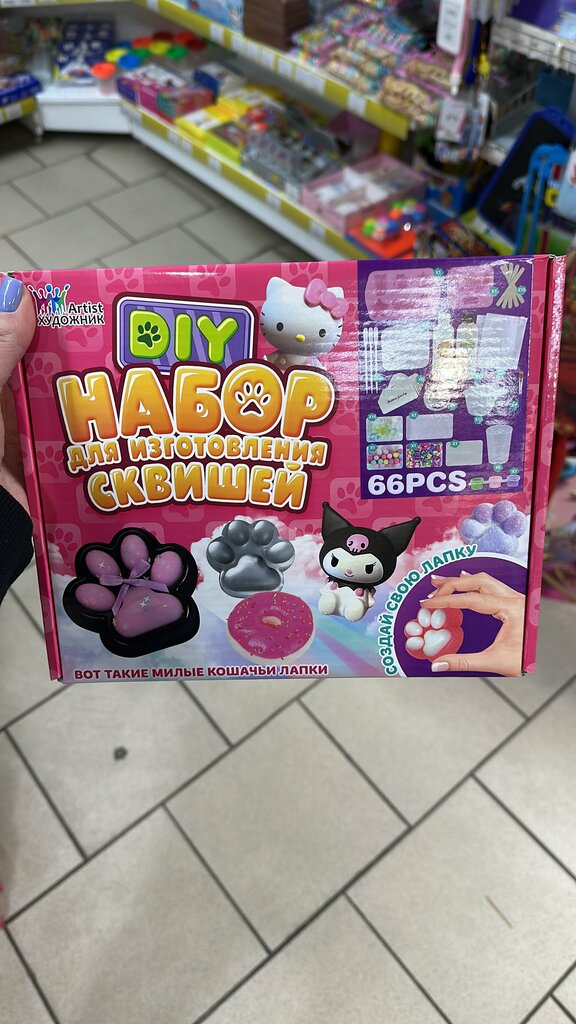 Artist
ХУДОЖНИК
DIY
НАБОР
ДЛЯ ИЗГОТОВЛЕНИЯ
СКВИШЕЙ
66PCS
СОЗДАЙ СВОЮ ЛАПКУ
ВОТ ТАКИЕ МИЛЫЕ КОШАЧЬИ ЛАПКИ